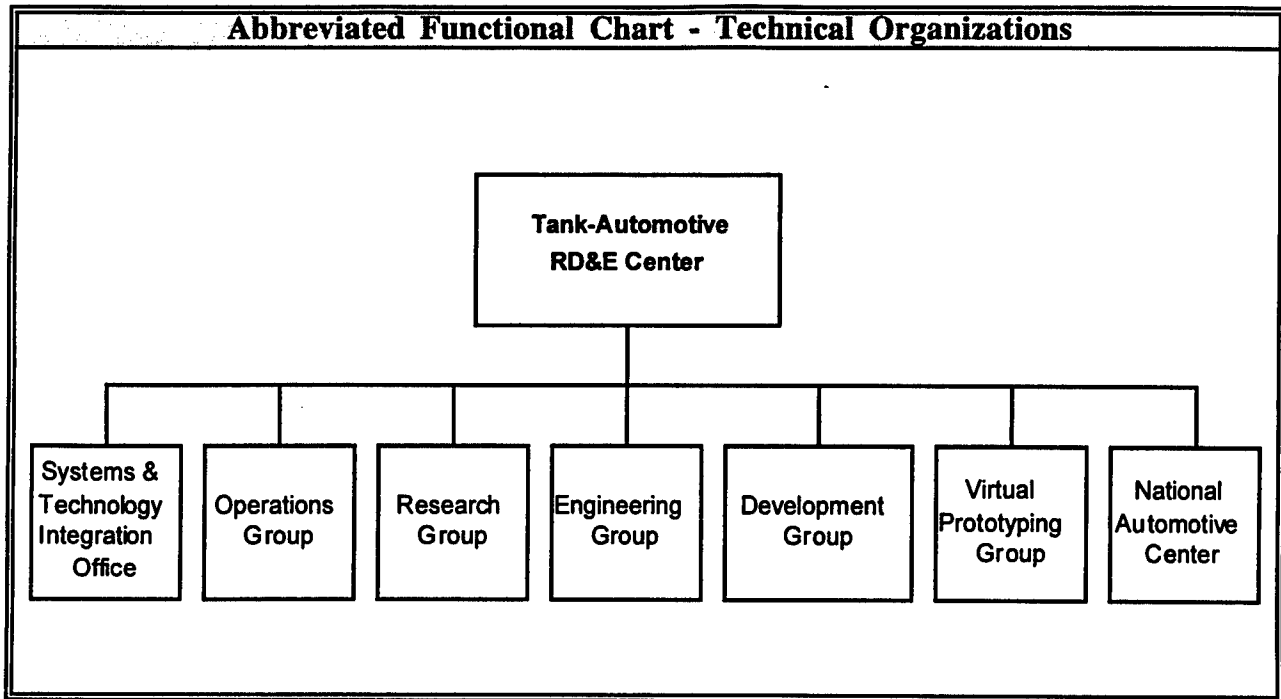 Abbreviated Functional Chart - Technical Organizations
Tank-Automotive
RD&E Center
Systems &
Technology
Integration
Office
Operations
Group
Research
Group
Engineering
Group
Development
Group
Virtual
Prototyping
Group
National
Automotive
Center